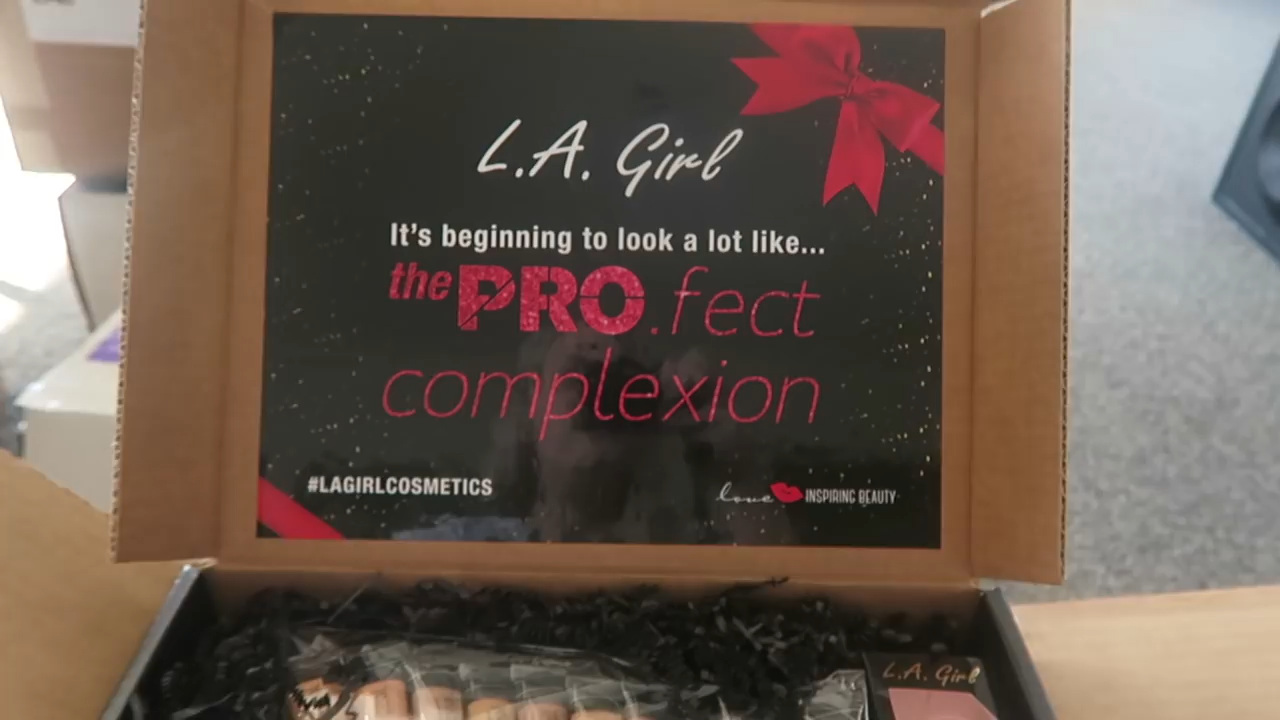 L.A. Girl
It's beginning to look a lot like...
the PRO.fect
complexion
#LAGIRLCOSMETICS
love INSPIRING BEAUTY
L.A. Girl